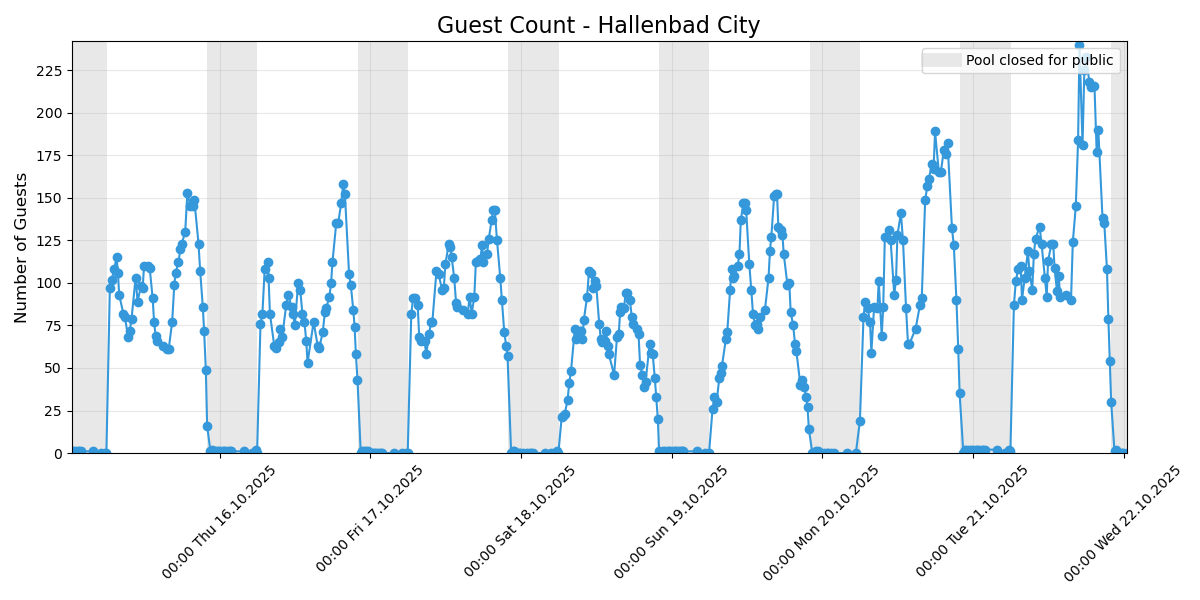 Guest Count - Hallenbad City
Pool closed for public
Number of Guests
225
200
175
150
125
100
75
50
25
0
00:00 Thu 16.10.2025
00:00 Fri 17.10.2025
00:00 Sat 18.10.2025
00:00 Sun 19.10.2025
00:00 Mon 20.10.2025
00:00 Tue 21.10.2025
00:00 Wed 22.10.2025